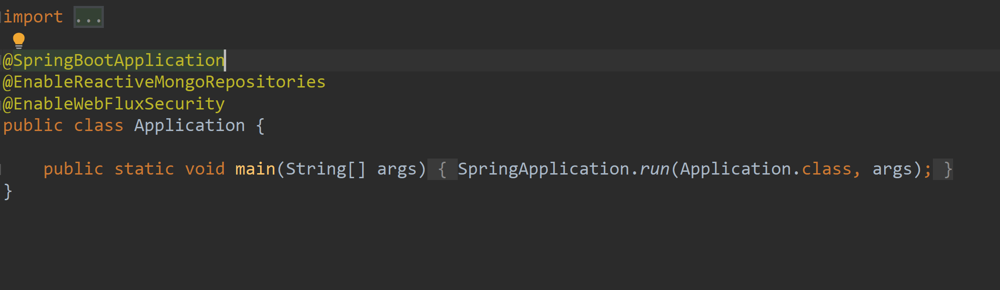 import ...
@SpringBootApplication
@EnableReactiveMongoRepositories
@EnableWebFluxSecurity
public class Application {
public static void main(String[] args) { SpringApplication.run(Application.class, args); }
}